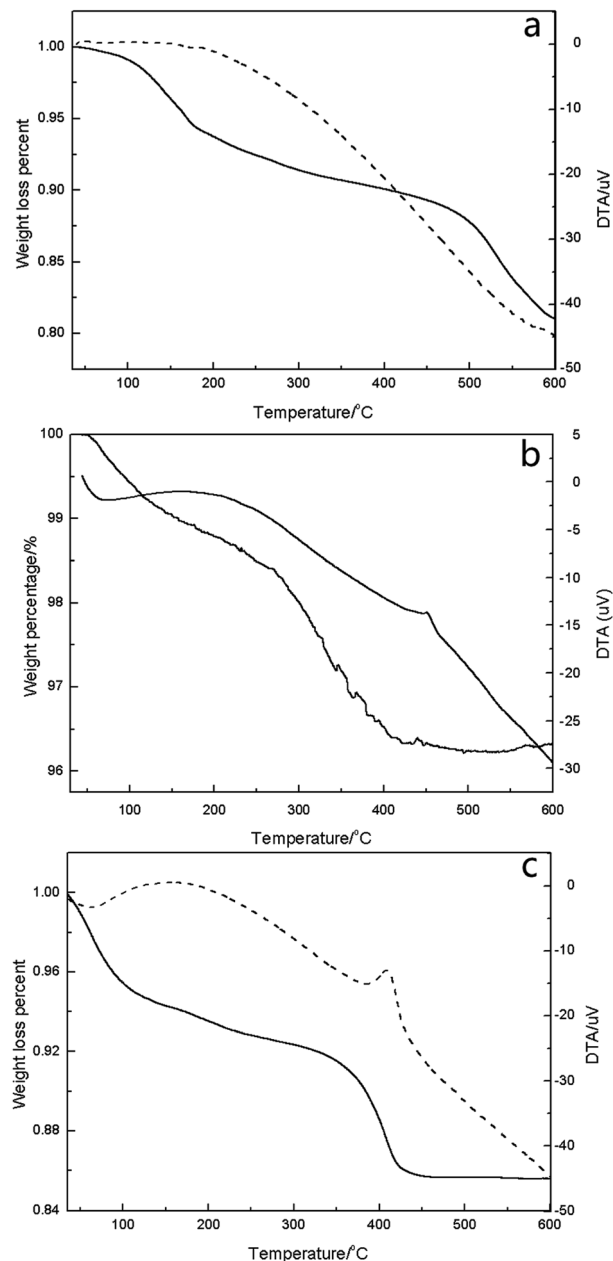 a
1.00
0.95
0.90
0.85
0.80
Weight loss percent
0
-10
-20
-30
-40
-50
DTA/uV
100 200 300 400 500 600
Temperature/°C
b
100
99
98
97
96
Weight percentage/%
5
0
-5
-10
-15
-20
-25
-30
DTA (uV)
100 200 300 400 500 600
Temperature/°C
c
1.00
0.96
0.92
0.88
0.84
Weight loss percent
0
-10
-20
-30
-40
-50
DTA/uV
100 200 300 400 500 600
Temperature/°C